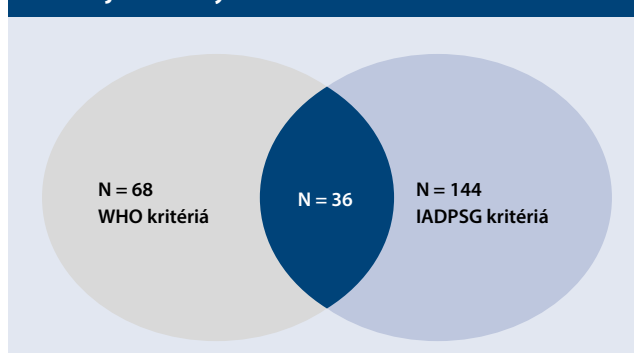 N = 68
WHO kritériá
N = 36
N = 144
IADPSG kritériá